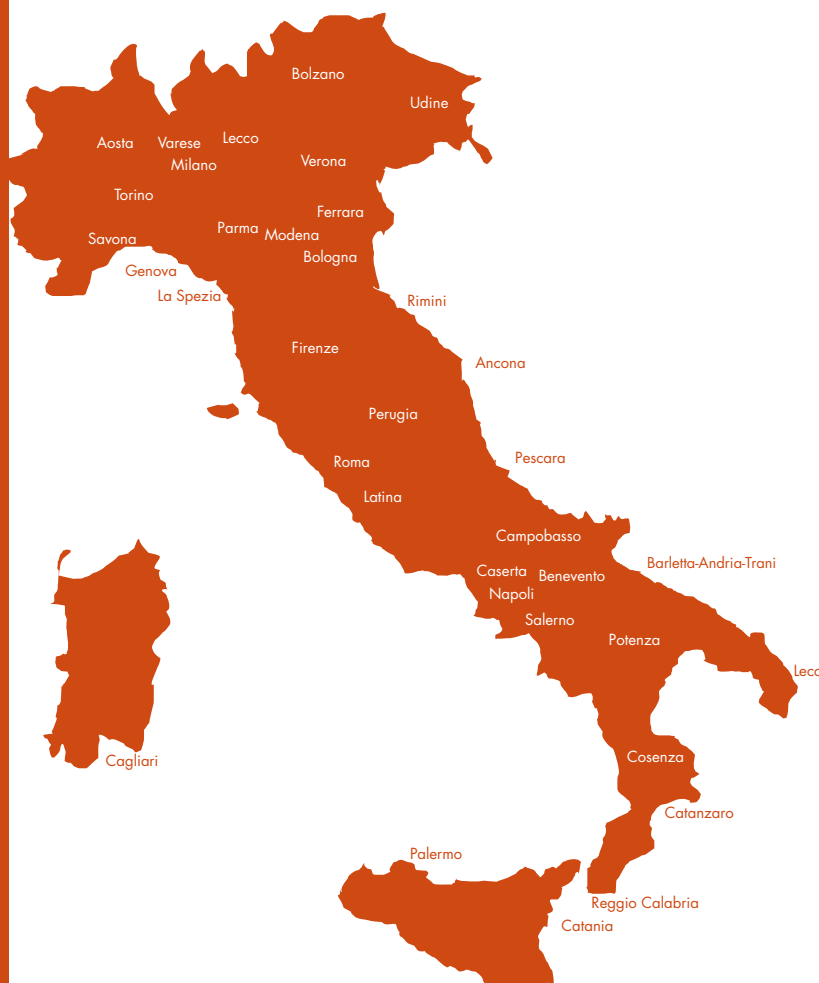 Bolzano
Udine
Aosta
Varese
Lecco
Milano
Verona
Torino
Ferrara
Parma
Modena
Savona
Bologna
Genova
La Spezia
Rimini
Firenze
Ancona
Perugia
Pescara
Roma
Latina
Campobasso
Barletta-Andria-Trani
Caserta
Benevento
Napoli
Salerno
Potenza
Cosenza
Cagliari
Catanzaro
Palermo
Reggio Calabria
Catania